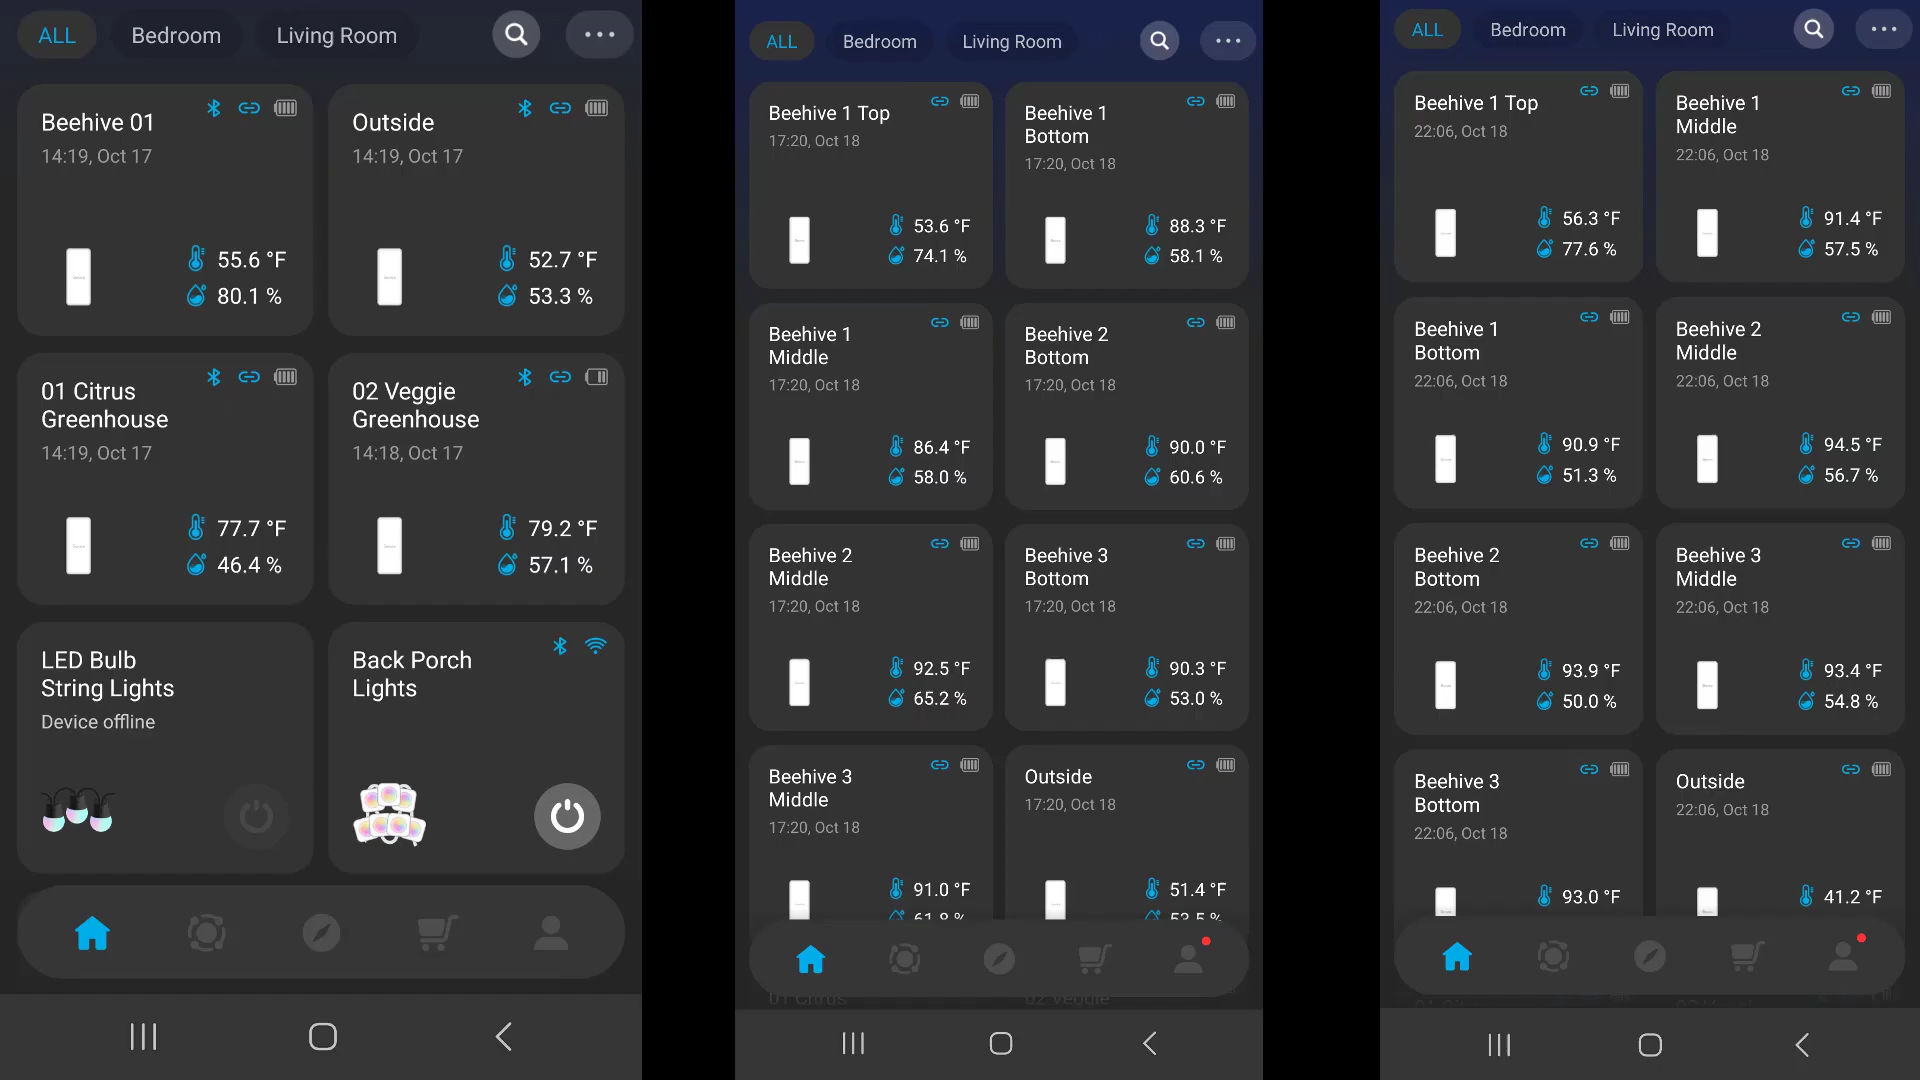 ALL
Bedroom
Living Room
Beehive 01
14:19, Oct 17
55.6 °F
80.1 %
Outside
14:19, Oct 17
52.7 °F
53.3 %
01 Citrus
Greenhouse
14:19, Oct 17
77.7 °F
46.4 %
02 Veggie
Greenhouse
14:18, Oct 17
79.2 °F
57.1 %
LED Bulb
String Lights
Device offline
Back Porch
Lights
ALL
Bedroom
Living Room
Beehive 1 Top
17:20, Oct 18
53.6 °F
74.1 %
Beehive 1
Bottom
17:20, Oct 18
88.3 °F
58.1 %
Beehive 1
Middle
17:20, Oct 18
86.4 °F
58.0 %
Beehive 2
Bottom
17:20, Oct 18
90.0 °F
60.6 %
Beehive 2
Middle
17:20, Oct 18
92.5 °F
65.2 %
Beehive 3
Bottom
17:20, Oct 18
90.3 °F
53.0 %
Beehive 3
Middle
17:20, Oct 18
91.0 °F
61.8 %
Outside
17:20, Oct 18
51.4 °F
53.5 %
01 Citrus
02 Veggie
ALL
Bedroom
Living Room
Beehive 1 Top
22:06, Oct 18
56.3 °F
77.6 %
Beehive 1
Middle
22:06, Oct 18
91.4 °F
57.5 %
Beehive 1
Bottom
22:06, Oct 18
90.9 °F
51.3 %
Beehive 2
Middle
22:06, Oct 18
94.5 °F
56.7 %
Beehive 2
Bottom
22:06, Oct 18
93.9 °F
50.0 %
Beehive 3
Middle
22:06, Oct 18
93.4 °F
54.8 %
Beehive 3
Bottom
22:06, Oct 18
93.0 °F
Outside
22:06, Oct 18
41.2 °F